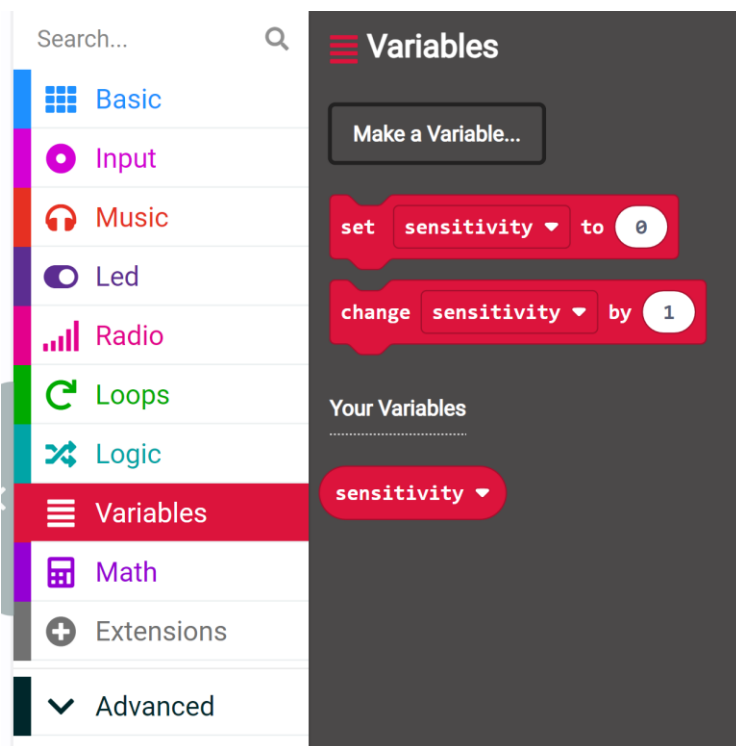 Search...
Basic
Input
Music
Led
Radio
Loops
Logic
Variables
Math
Extensions
Advanced
Variables
Make a Variable...
set sensitivity to 0
change sensitivity by 1
Your Variables
sensitivity